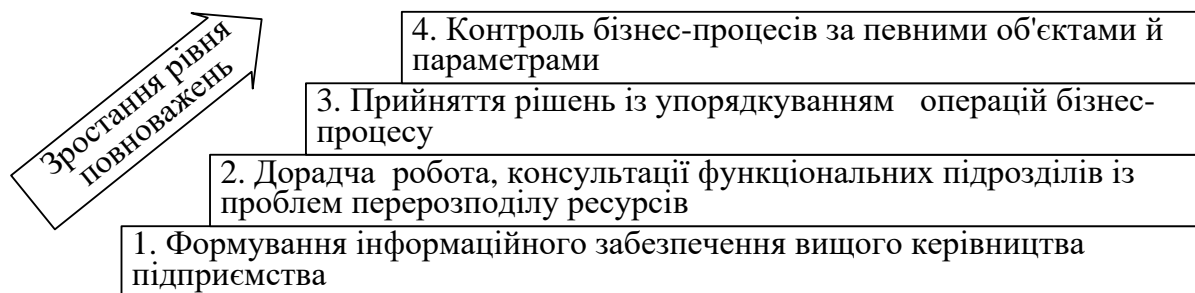 Зростання рівня
повноважень
4. Контроль бізнес-процесів за певними об'єктами й
параметрами
3. Прийняття рішень із упорядкуванням операцій бізнес-
процесу
2. Дорадча робота, консультації функціональних підрозділів із
проблем перерозподілу ресурсів
1. Формування інформаційного забезпечення вищого керівництва
підприємства